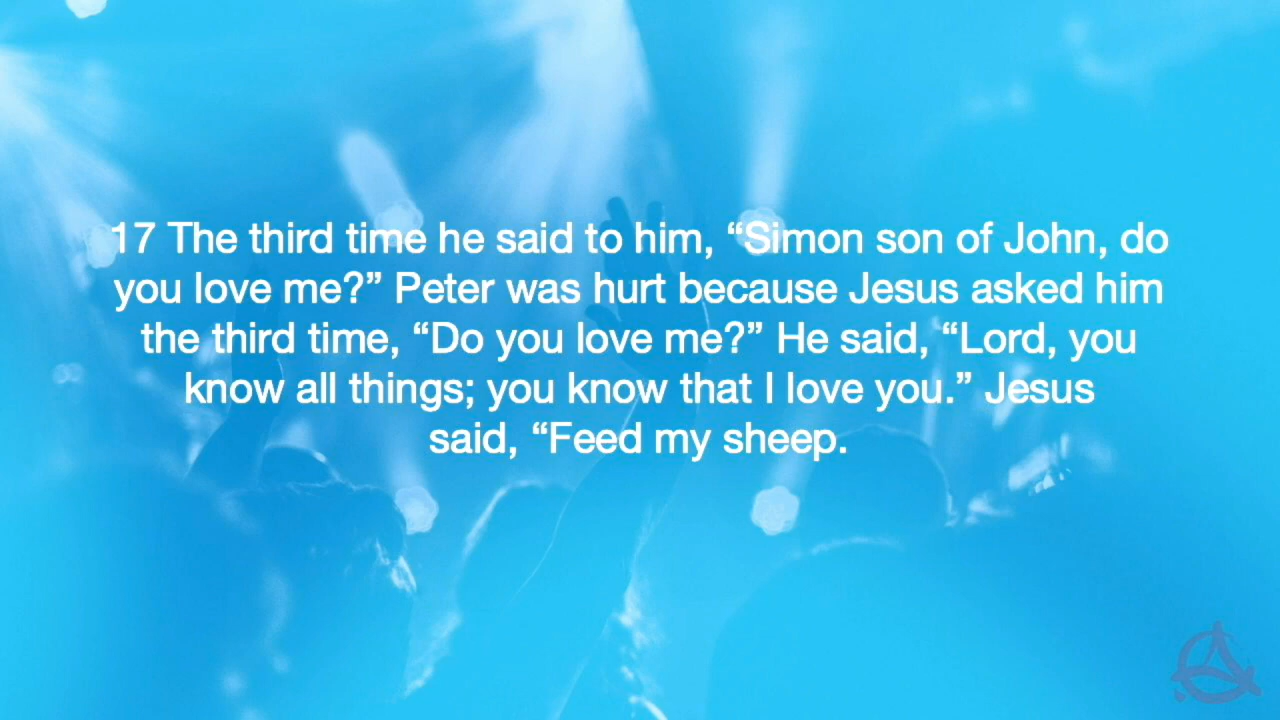 17 The third time he said to him, “Simon son of John, do
you love me?” Peter was hurt because Jesus asked him
the third time, “Do you love me?” He said, “Lord, you
know all things; you know that I love you.” Jesus
said, “Feed my sheep.